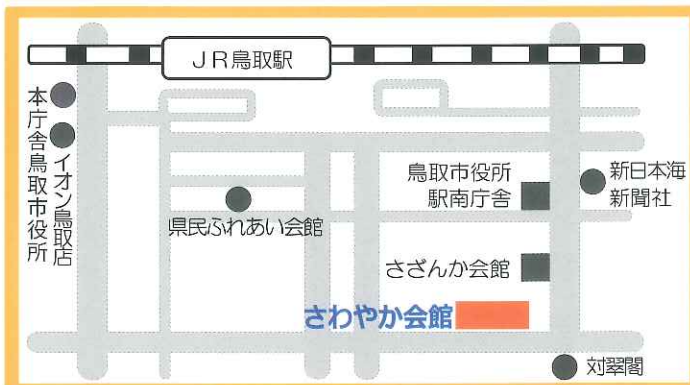 JR鳥取駅
本庁舎鳥取市役所
イオン鳥取店
鳥取市役所
駅南庁舎
新日本海
新聞社
県民ふれあい会館
さざんか会館
さわやか会館
対翠閣